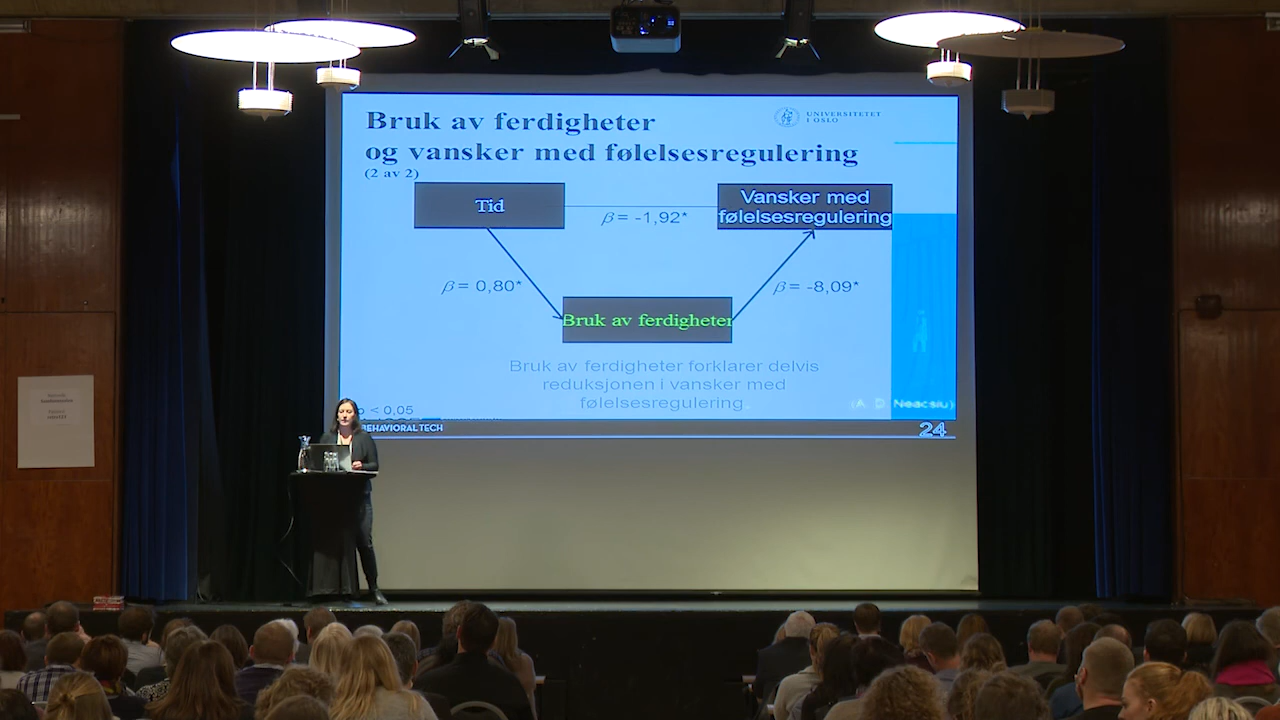 Bruk av ferdigheter
og vansker med følelsesregulering
(2 av 2)
UNIVERSITETET
I OSLO
Tid
Vansker med
følelsesregulering
β = -1,92*
β = 0,80*
β = -8,09*
Bruk av ferdigheter
Bruk av ferdigheter forklarer delvis
reduksjonen i vansker med
følelsesregulering
(A. D. Neacsiu)
p < 0,05
BEHAVIORAL TECH
24